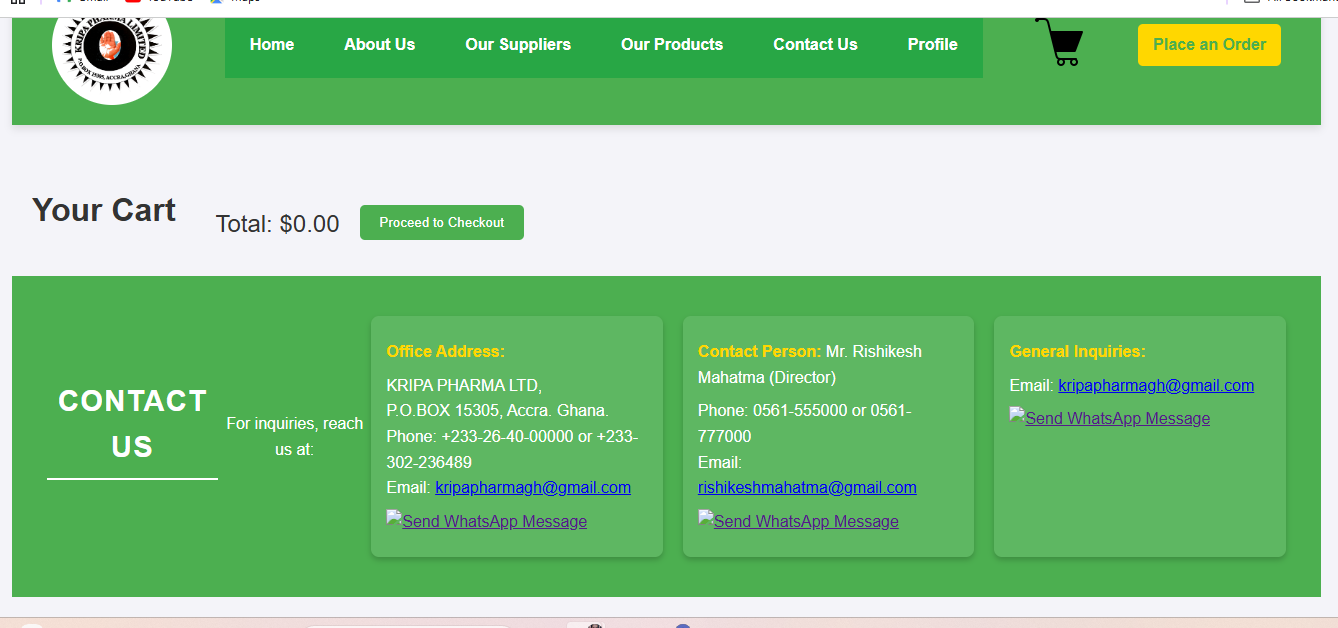 KRIPA PHARMA LIMITED
P.O.BOX 15305, ACCRA, GHANA
Home About Us Our Suppliers Our Products Contact Us Profile Place an Order
Your Cart
Total: $0.00
Proceed to Checkout
CONTACT
US
For inquiries, reach
us at:
Office Address:
KRIPA PHARMA LTD,
P.O.BOX 15305, Accra. Ghana.
Phone: +233-26-40-00000 or +233-
302-236489
Email: kripapharmagh@gmail.com
Send WhatsApp Message
Contact Person: Mr. Rishikesh
Mahatma (Director)
Phone: 0561-555000 or 0561-
777000
Email:
rishikeshmahatma@gmail.com
Send WhatsApp Message
General Inquiries:
Email: kripapharmagh@gmail.com
Send WhatsApp Message